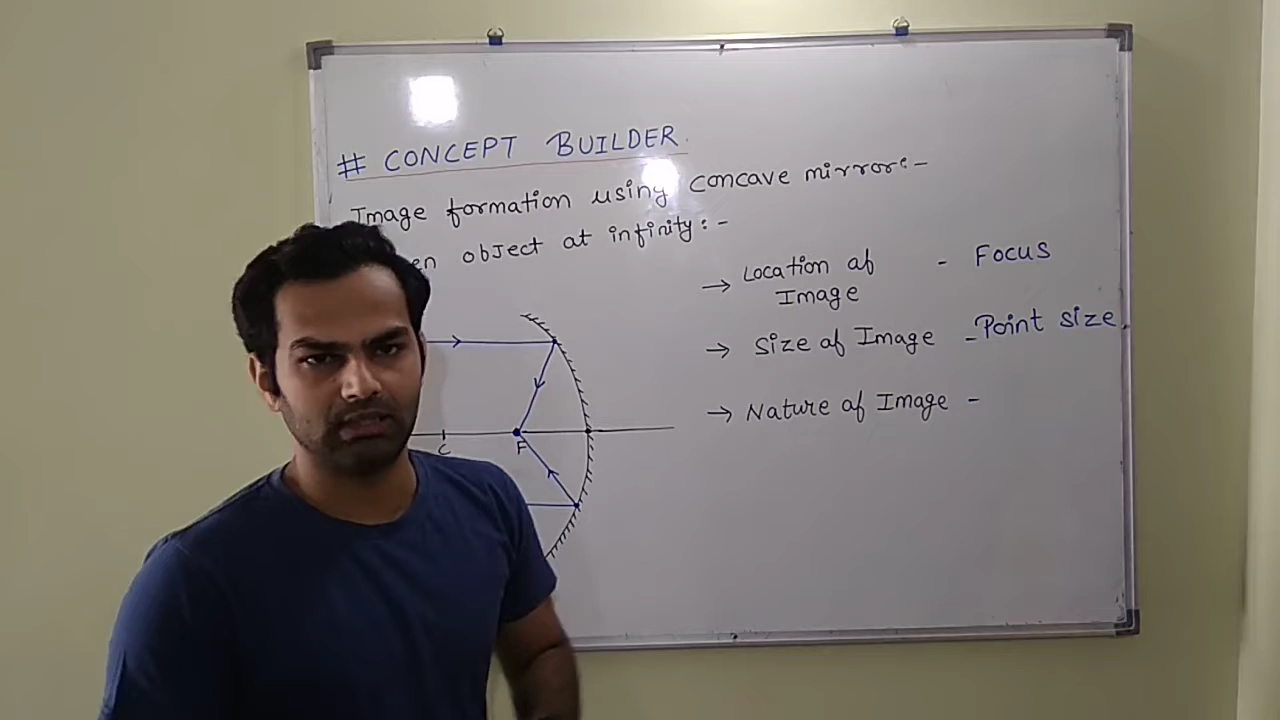 # CONCEPT BUILDER
Image formation using concave mirror:-
object at infinity:-
→ Location of - Focus
Image
→ Size of Image - Point size.
→ Nature of Image -
C
F